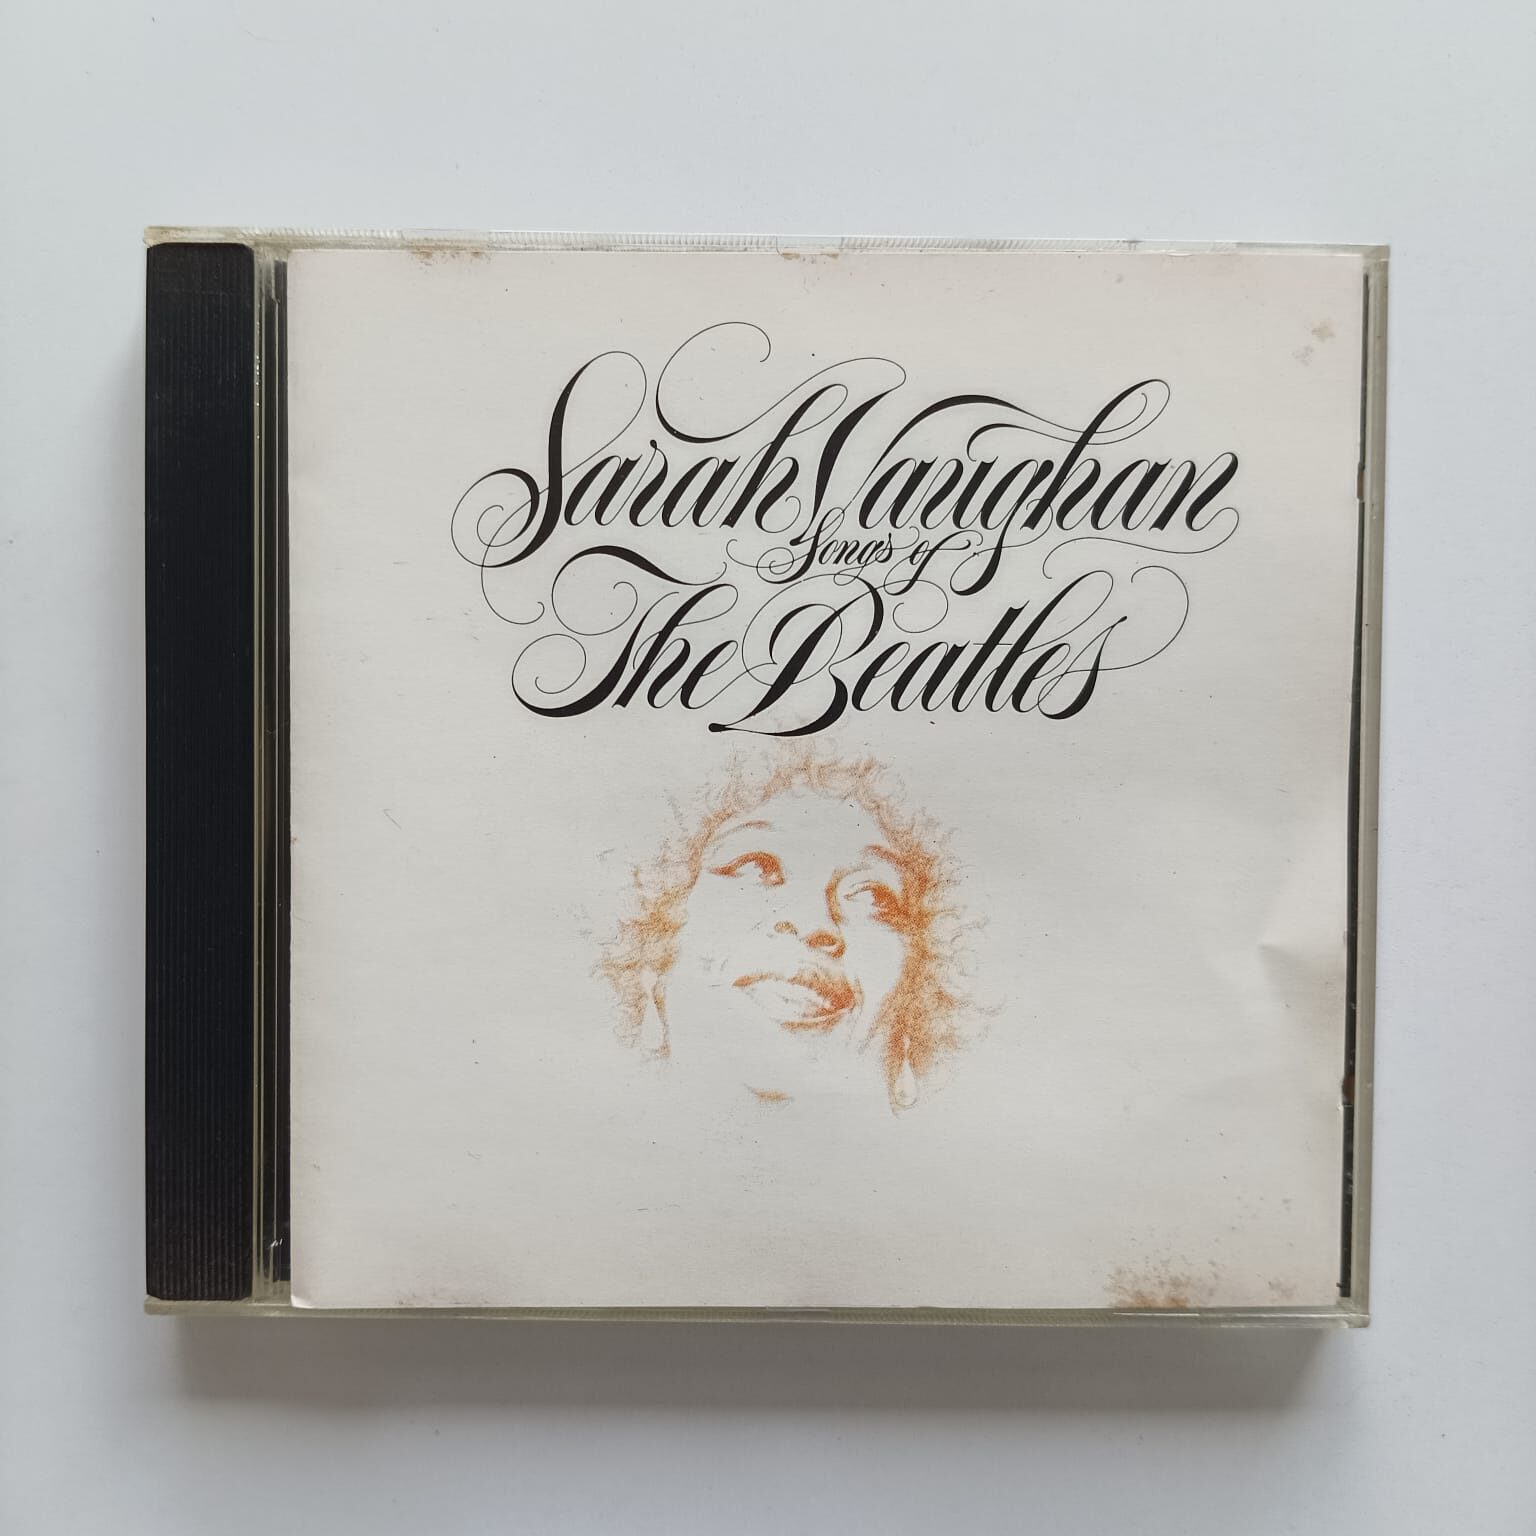 Sarah Vaughan
Songs of
The Beatles